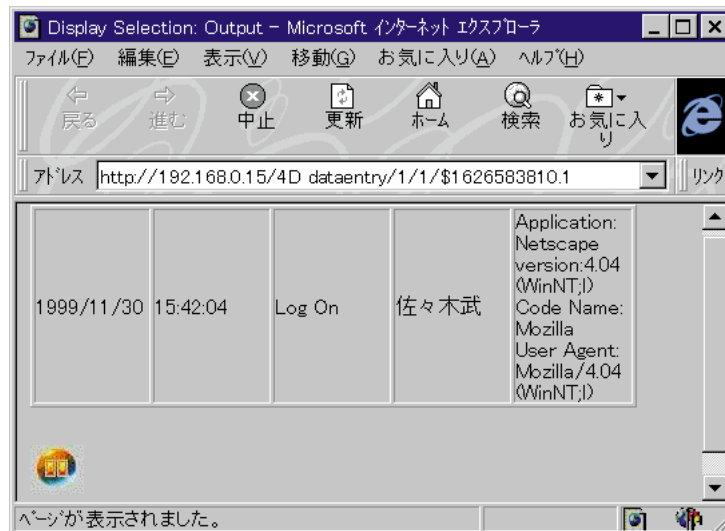 Display Selection: Output - Microsoft インターネット エクスプローラ
ファイル(F) 編集(E) 表示(V) 移動(G) お気に入り(A) ヘルプ(H)
戻る 進む 中止 更新 ホーム 検索 お気に入
り
アドレス http://192.168.0.15/4D dataentry/1/1/$1626583810.1 リンク
1999/11/30 15:42:04 Log On 佐々木武
Application:
Netscape
version:4.04
(WinNT;I)
Code Name:
Mozilla
User Agent:
Mozilla/4.04
(WinNT;I)
ページが表示されました。